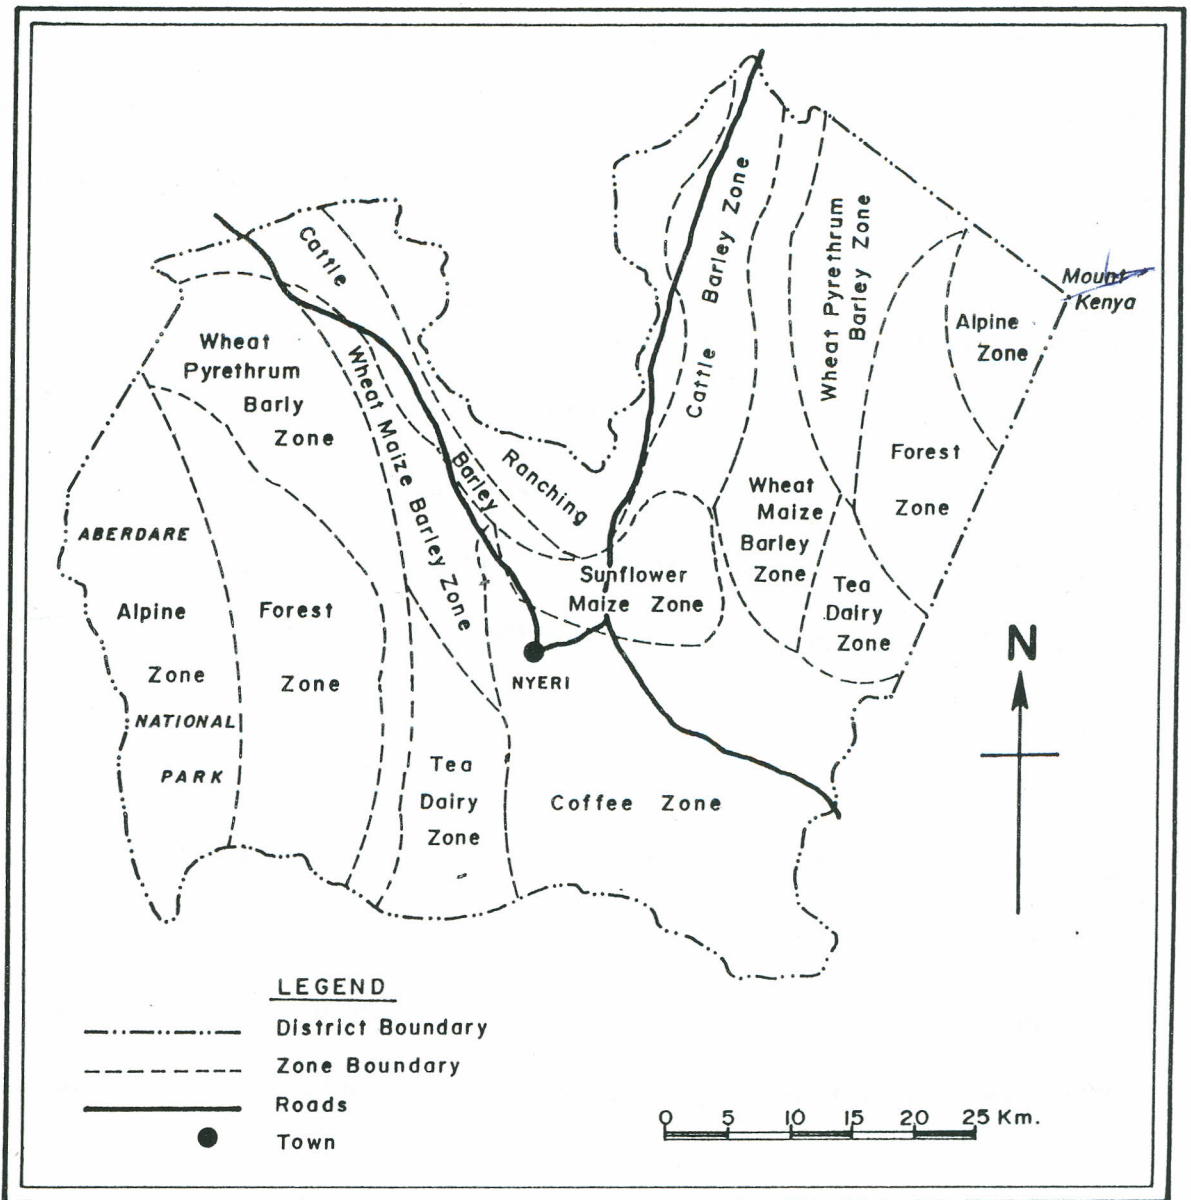 Cattle
Barley Zone
Cattle
Barley Zone
Wheat Pyrethrum
Barley Zone
Mount
Kenya
Alpine
Zone
Wheat
Pyrethrum
Barly
Zone
Wheat Maize Barley Zone
Barley
Ranching
Forest
Zone
Wheat
Maize
Barley
Zone
ABERDARE
Alpine
Zone
NATIONAL
PARK
Forest
Zone
Sunflower
Maize Zone
Tea
Dairy
Zone
N
NYERI
Tea
Dairy
Zone
Coffee Zone
LEGEND
District Boundary
Zone Boundary
Roads
Town
0 5 10 15 20 25 Km.